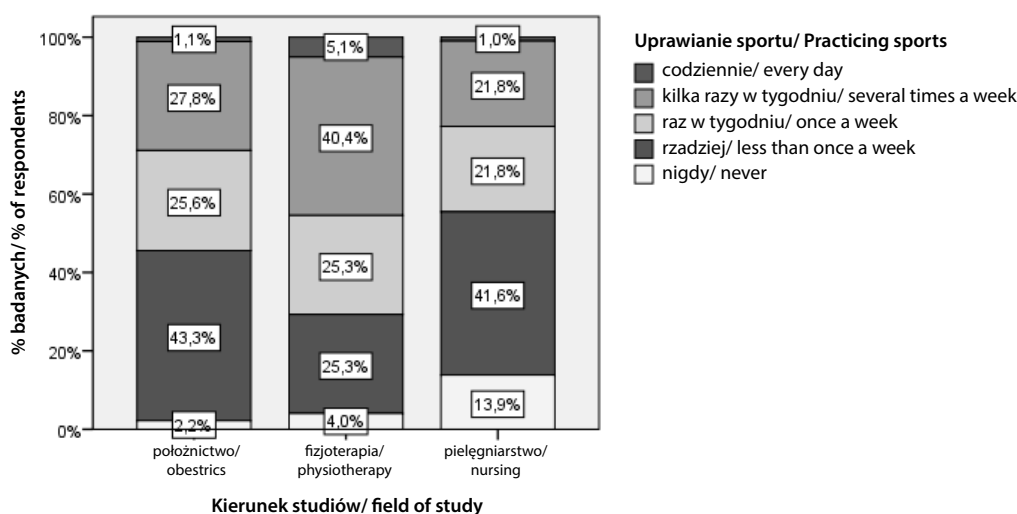 % badanych/ % of respondents
100%
80%
60%
40%
20%
0%
1,1%
27,8%
25,6%
43,3%
2,2%
5,1%
40,4%
25,3%
25,3%
4,0%
1,0%
21,8%
21,8%
41,6%
13,9%
położnictwo/
obestrics
fizjoterapia/
physiotherapy
pielęgniarstwo/
nursing
Kierunek studiów/ field of study
Uprawianie sportu/ Practicing sports
codziennie/ every day
kilka razy w tygodniu/ several times a week
raz w tygodniu/ once a week
rzadziej/ less than once a week
nigdy/ never